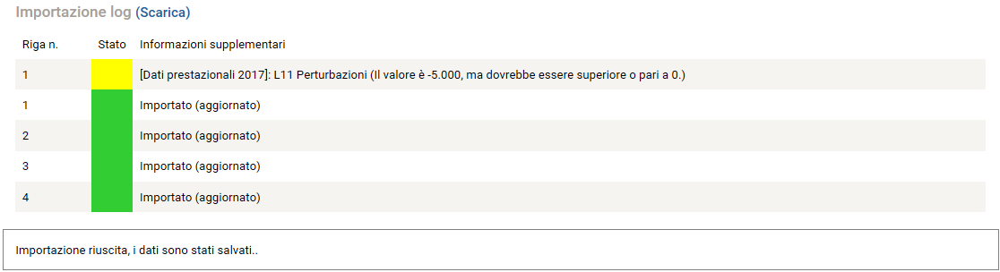 Importazione log (Scarica)
Riga n. Stato Informazioni supplementari
1 [Dati prestazionali 2017]: L11 Perturbazioni (Il valore è -5.000, ma dovrebbe essere superiore o pari a 0.)
1 Importato (aggiornato)
2 Importato (aggiornato)
3 Importato (aggiornato)
4 Importato (aggiornato)
Importazione riuscita, i dati sono stati salvati..